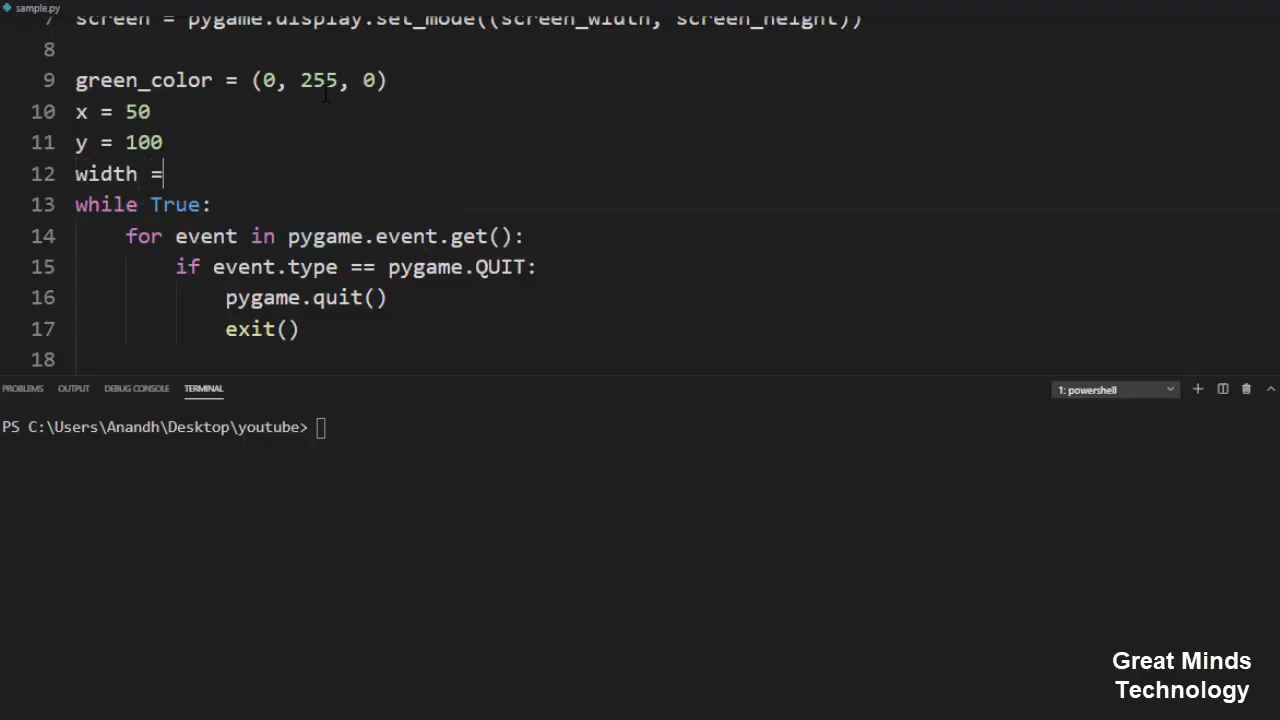 sample.py
7 screen = pygame.display.set_mode((screen_width, screen_height))
8
9 green_color = (0, 255, 0)
10 x = 50
11 y = 100
12 width =
13 while True:
14 for event in pygame.event.get():
15 if event.type == pygame.QUIT:
16 pygame.quit()
17 exit()
18
PROBLEMS OUTPUT DEBUG CONSOLE TERMINAL 1: powershell
PS C:\Users\Anandh\Desktop\youtube>
Great Minds
Technology